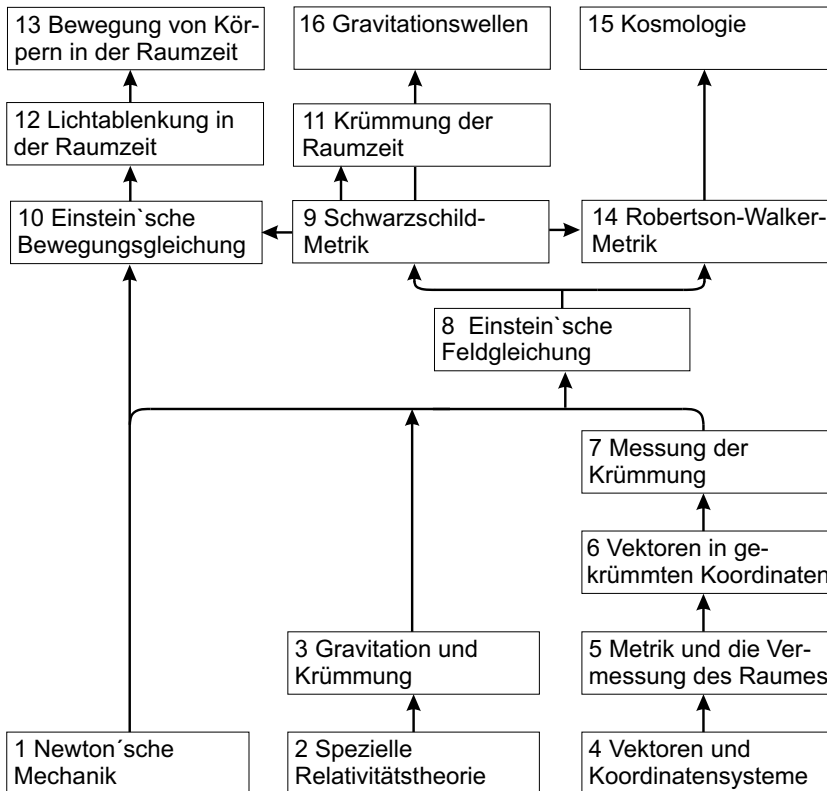 13 Bewegung von Kör-
pern in der Raumzeit
16 Gravitationswellen
15 Kosmologie
12 Lichtablenkung in
der Raumzeit
11 Krümmung der
Raumzeit
10 Einstein`sche
Bewegungsgleichung
9 Schwarzschild-
Metrik
14 Robertson-Walker-
Metrik
8 Einstein`sche
Feldgleichung
7 Messung der
Krümmung
6 Vektoren in ge-
krümmten Koordinaten
3 Gravitation und
Krümmung
5 Metrik und die Ver-
messung des Raumes
1 Newton´sche
Mechanik
2 Spezielle
Relativitätstheorie
4 Vektoren und
Koordinatensysteme